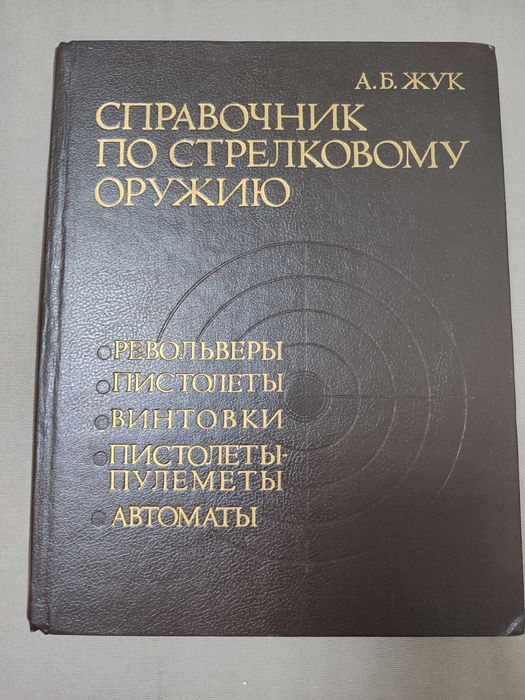 А.Б.ЖУК
СПРАВОЧНИК
ПО СТРЕЛКОВОМУ
ОРУЖИЮ
РЕВОЛЬВЕРЫ
ПИСТОЛЕТЫ
ВИНТОВКИ
ПИСТОЛЕТЫ-
ПУЛЕМЕТЫ
АВТОМАТЫ